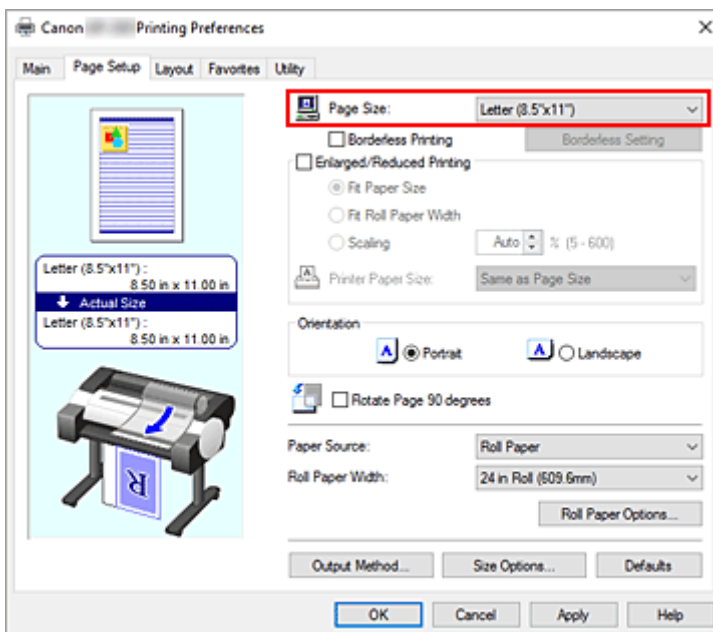 Canon Printing Preferences
Main Page Setup Layout Favorites Utility
Page Size: Letter (8.5"x11")
Borderless Printing Borderless Setting
Enlarged/Reduced Printing
Fit Paper Size
Fit Roll Paper Width
Scaling Auto % (5 - 600)
Printer Paper Size: Same as Page Size
Letter (8.5"x11") :
8.50 in x 11.00 in
Actual Size
Letter (8.5"x11") :
8.50 in x 11.00 in
Orientation
A Portrait A Landscape
Rotate Page 90 degrees
Paper Source: Roll Paper
Roll Paper Width: 24 in Roll (609.6mm)
Roll Paper Options...
R
Output Method... Size Options... Defaults
OK Cancel Apply Help